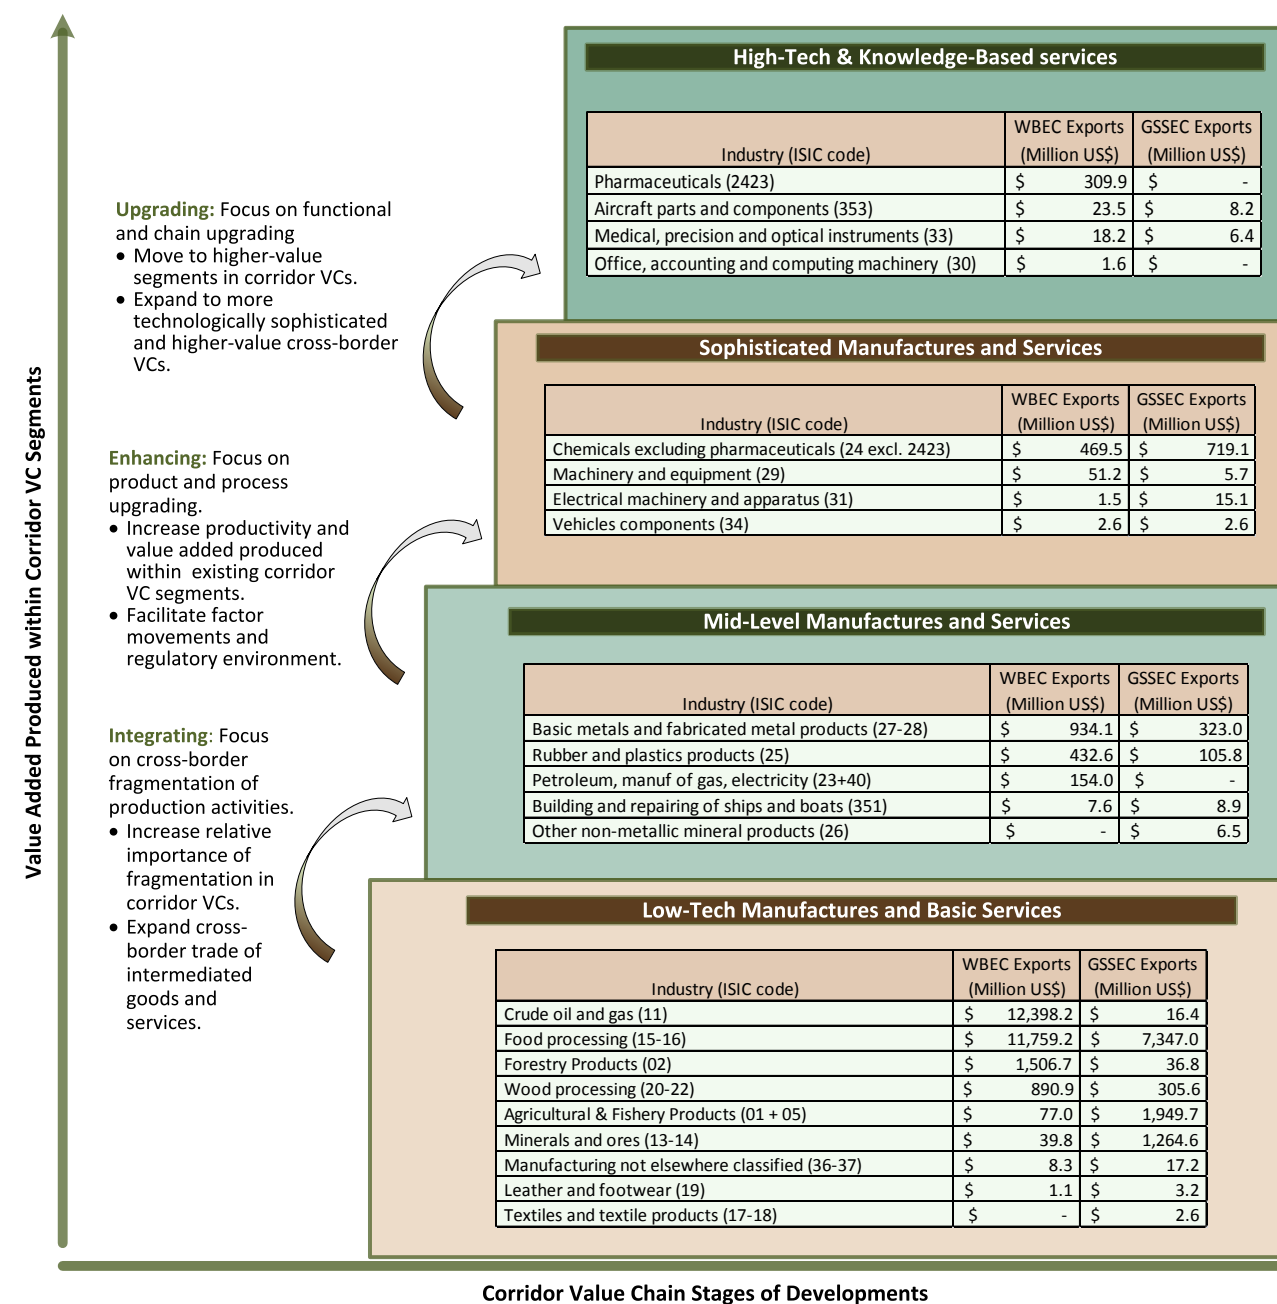 High-Tech & Knowledge-Based services
WBEC Exports GSSEC Exports
Industry (ISIC code) (Million US$) (Million US$)
Pharmaceuticals (2423) $ 309.9 $ -
Aircraft parts and components (353) $ 23.5 $ 8.2
Medical, precision and optical instruments (33) $ 18.2 $ 6.4
Office, accounting and computing machinery (30) $ 1.6 $ -
Upgrading: Focus on functional
and chain upgrading
• Move to higher-value
segments in corridor VCs.
• Expand to more
technologically sophisticated
and higher-value cross-border
VCs.
Sophisticated Manufactures and Services
WBEC Exports GSSEC Exports
Industry (ISIC code) (Million US$) (Million US$)
Chemicals excluding pharmaceuticals (24 excl. 2423) $ 469.5 $ 719.1
Machinery and equipment (29) $ 51.2 $ 5.7
Electrical machinery and apparatus (31) $ 1.5 $ 15.1
Vehicles components (34) $ 2.6 $ 2.6
Enhancing: Focus on
product and process
upgrading.
• Increase productivity and
value added produced
within existing corridor
VC segments.
• Facilitate factor
movements and
regulatory environment.
Mid-Level Manufactures and Services
WBEC Exports GSSEC Exports
Industry (ISIC code) (Million US$) (Million US$)
Basic metals and fabricated metal products (27-28) $ 934.1 $ 323.0
Rubber and plastics products (25) $ 432.6 $ 105.8
Petroleum, manuf of gas, electricity (23+40) $ 154.0 $ -
Building and repairing of ships and boats (351) $ 7.6 $ 8.9
Other non-metallic mineral products (26) $ - $ 6.5
Integrating: Focus
on cross-border
fragmentation of
production activities.
• Increase relative
importance of
fragmentation in
corridor VCs.
• Expand cross-
border trade of
intermediated
goods and
services.
Low-Tech Manufactures and Basic Services
WBEC Exports GSSEC Exports
Industry (ISIC code) (Million US$) (Million US$)
Crude oil and gas (11) $ 12,398.2 $ 16.4
Food processing (15-16) $ 11,759.2 $ 7,347.0
Forestry Products (02) $ 1,506.7 $ 36.8
Wood processing (20-22) $ 890.9 $ 305.6
Agricultural & Fishery Products (01 + 05) $ 77.0 $ 1,949.7
Minerals and ores (13-14) $ 39.8 $ 1,264.6
Manufacturing not elsewhere classified (36-37) $ 8.3 $ 17.2
Leather and footwear (19) $ 1.1 $ 3.2
Textiles and textile products (17-18) $ - $ 2.6
Value Added Produced within Corridor VC Segments
Corridor Value Chain Stages of Developments